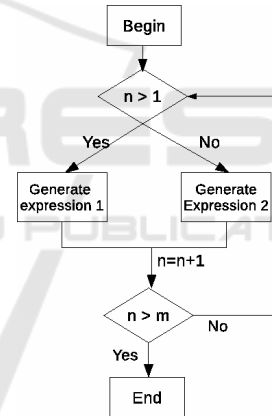 Begin
n > 1
Yes
No
Generate
expression 1
Generate
Expression 2
n=n+1
n > m
No
Yes
End